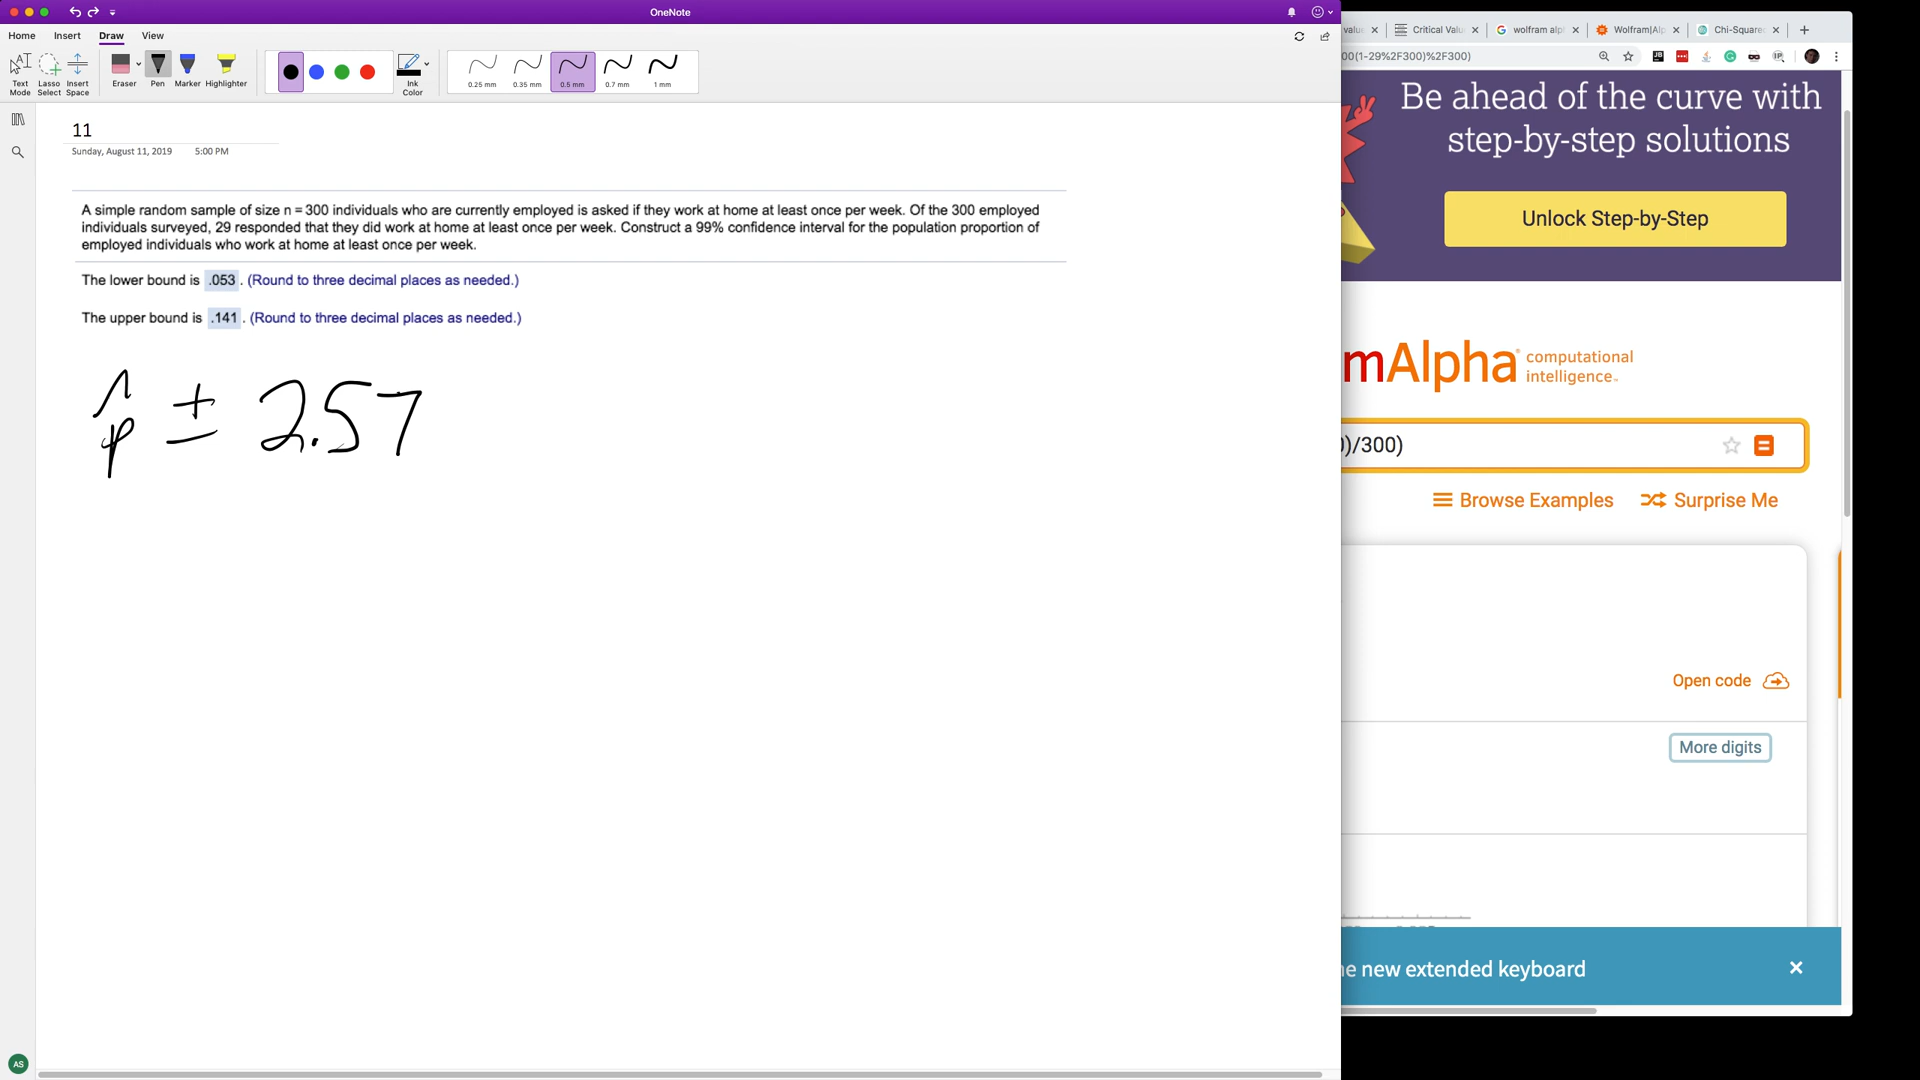 OneNote
Home Insert Draw View
Text Mode
Lasso Select
Insert Space
Eraser
Pen
Marker
Highlighter
Ink Color
0.25 mm
0.35 mm
0.5 mm
0.7 mm
1 mm
11
Sunday, August 11, 2019 5:00 PM
A simple random sample of size n = 300 individuals who are currently employed is asked if they work at home at least once per week. Of the 300 employed
individuals surveyed, 29 responded that they did work at home at least once per week. Construct a 99% confidence interval for the population proportion of
employed individuals who work at home at least once per week.
The lower bound is .053 . (Round to three decimal places as needed.)
The upper bound is .141 . (Round to three decimal places as needed.)
p̂ ± 2.57
AS
value Critical Valu wolfram alp Wolfram|Alp Chi-Square
00(1-29%2F300)%2F300)
Be ahead of the curve with
step-by-step solutions
Unlock Step-by-Step
mAlpha computational
intelligence™
)/300)
Browse Examples Surprise Me
Open code
More digits
e new extended keyboard